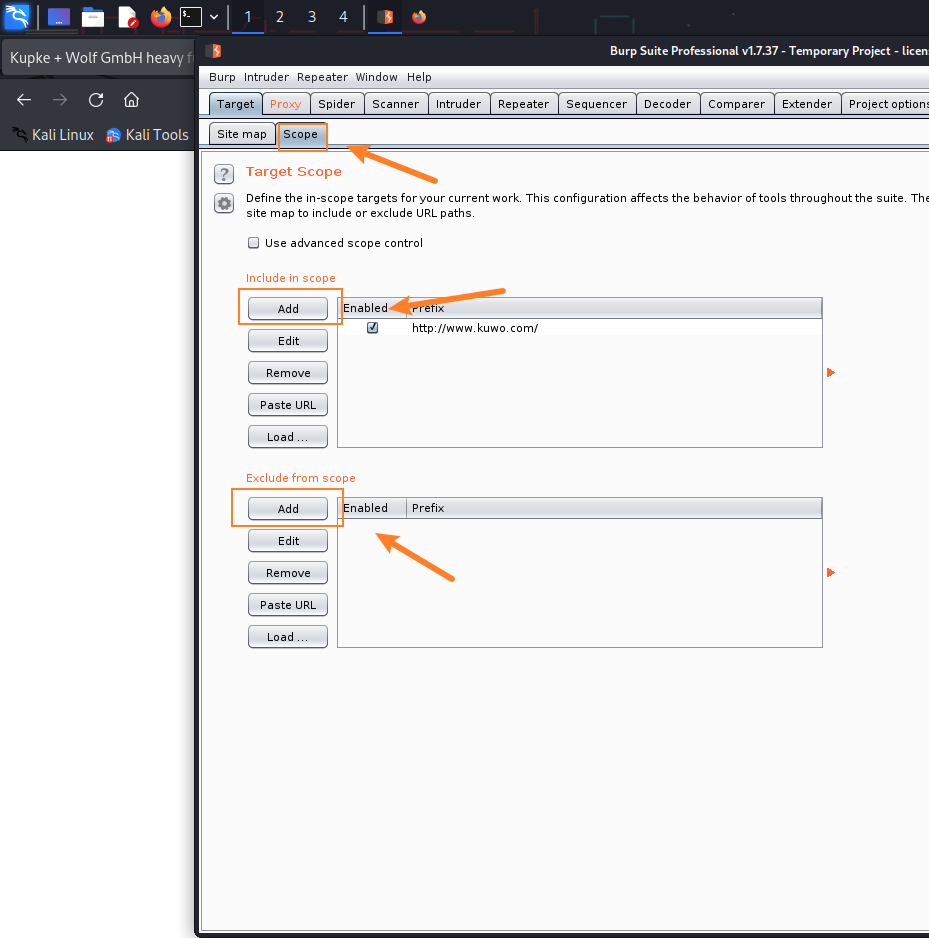 1 2 3 4
Kupke + Wolf GmbH heavy f
Burp Suite Professional v1.7.37 - Temporary Project - licen
Burp Intruder Repeater Window Help
Target Proxy Spider Scanner Intruder Repeater Sequencer Decoder Comparer Extender Project options
Kali Linux Kali Tools
Site map Scope
Target Scope
Define the in-scope targets for your current work. This configuration affects the behavior of tools throughout the suite. The
site map to include or exclude URL paths.
Use advanced scope control
Include in scope
Add Enabled Prefix
http://www.kuwo.com/
Edit
Remove
Paste URL
Load ...
Exclude from scope
Add Enabled Prefix
Edit
Remove
Paste URL
Load ...